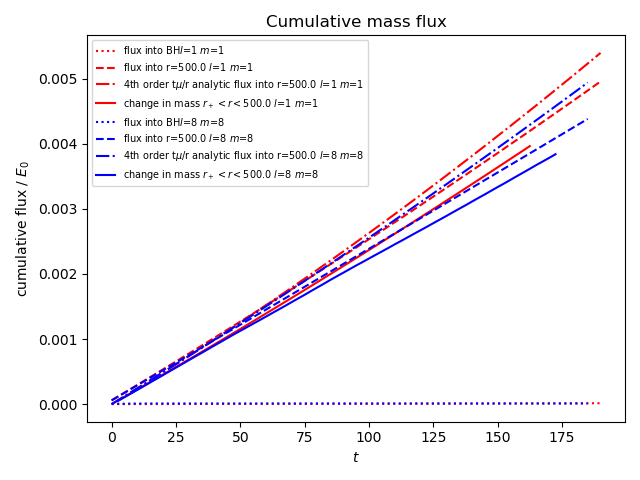 Cumulative mass flux
flux into BHl=1 m=1
flux into r=500.0 l=1 m=1
4th order tμ/r analytic flux into r=500.0 l=1 m=1
change in mass r₊ < r < 500.0 l=1 m=1
flux into BHl=8 m=8
flux into r=500.0 l=8 m=8
4th order tμ/r analytic flux into r=500.0 l=8 m=8
change in mass r₊ < r < 500.0 l=8 m=8
cumulative flux / E₀
0.005
0.004
0.003
0.002
0.001
0.000
0 25 50 75 100 125 150 175
t